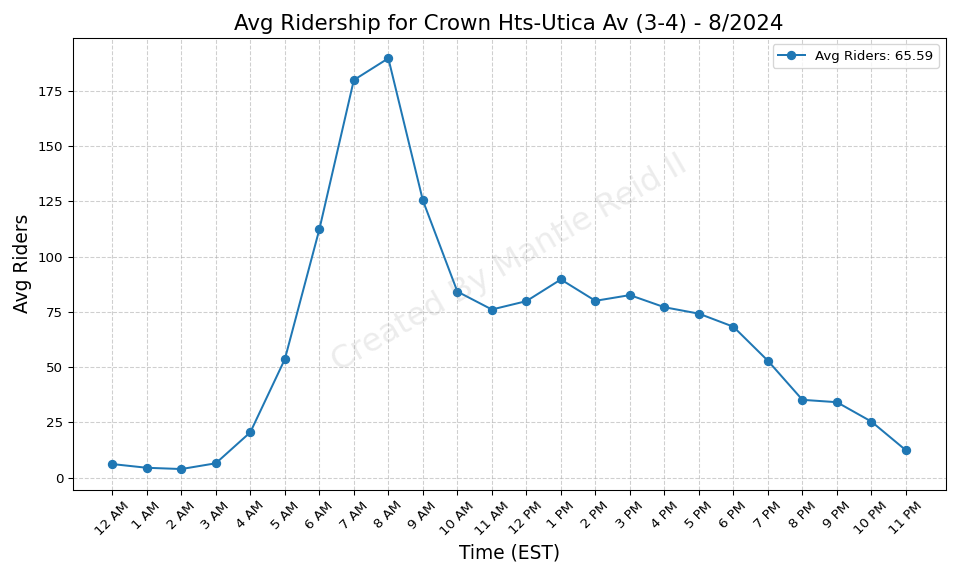 Avg Ridership for Crown Hts-Utica Av (3-4) - 8/2024
Avg Riders: 65.59
175
150
125
100
75
50
25
0
Avg Riders
Created By Mantie Reid II
12 AM
1 AM
2 AM
3 AM
4 AM
5 AM
6 AM
7 AM
8 AM
9 AM
10 AM
11 AM
12 PM
1 PM
2 PM
3 PM
4 PM
5 PM
6 PM
7 PM
8 PM
9 PM
10 PM
11 PM
Time (EST)